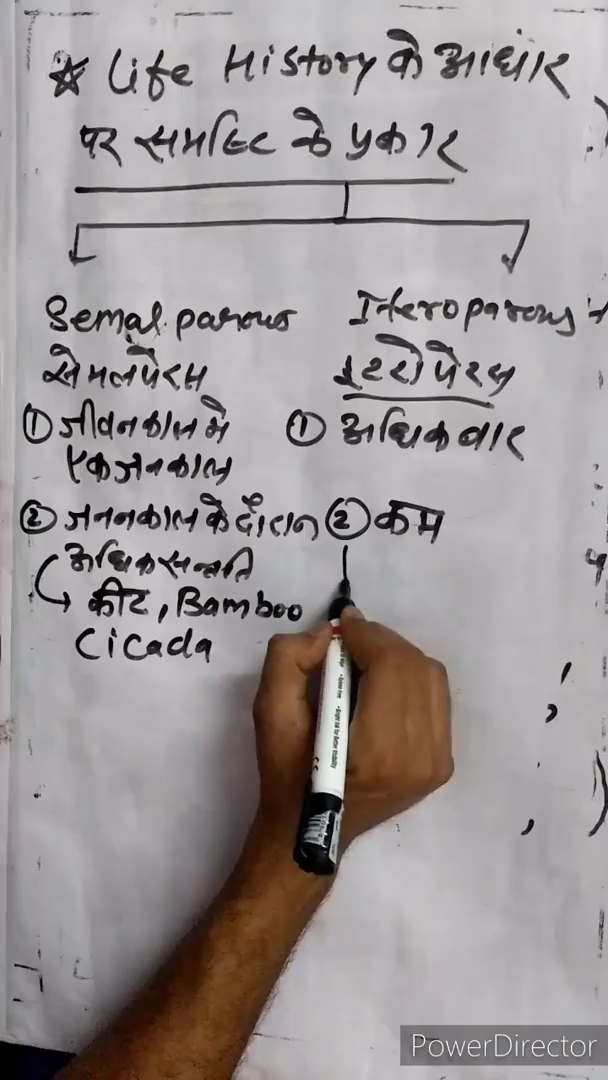 ☆ Life History के आधार
पर समष्टि के प्रकार
Semal parous
सेमलपैरस
① जीवनकाल मे
एक जननकाल
② जननकाल के दौरान
अधिक सन्तति
कीट, Bamboo
Cicada
Iteroparous
इटरोपैरस
① अधिक बार
② कम
PowerDirector